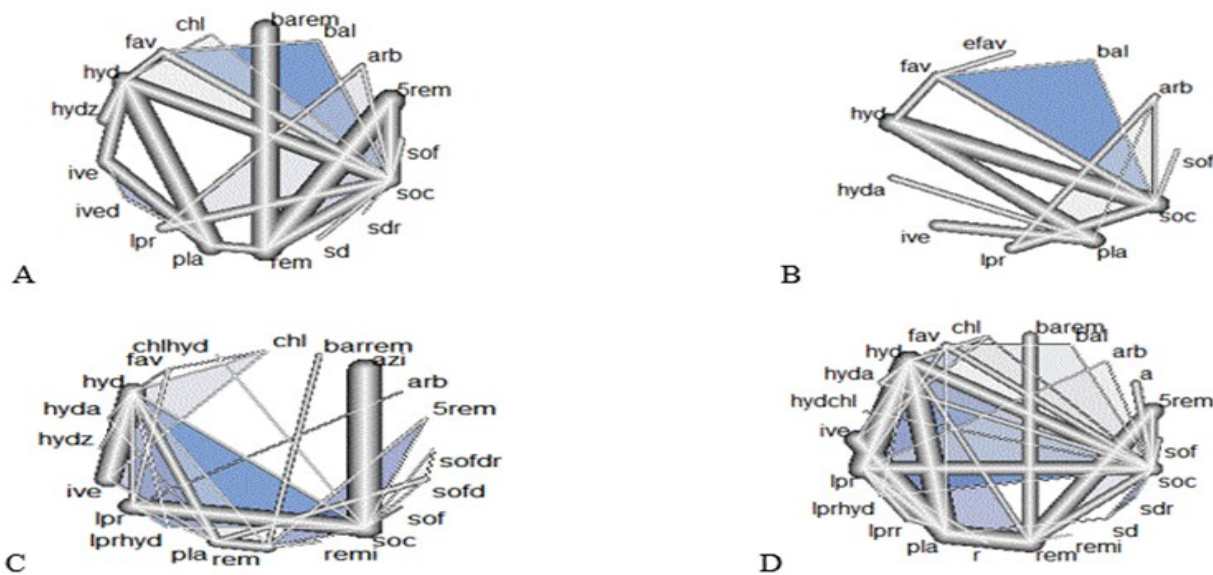 chl
barem
bal
fav
arb
hyd
5rem
hydz
sof
ive
soc
ived
sdr
lpr
sd
pla
rem
A
efav
bal
fav
arb
hyd
sof
hyda
soc
ive
pla
lpr
B
chl
barrem
chlhyd
azi
fav
arb
hyd
5rem
hyda
hydz
sofdr
sofd
ive
sof
lpr
soc
lprhyd
remi
pla
rem
C
chl
barem
fav
bal
hyd
arb
hyda
a
5rem
hydchl
ive
sof
lpr
soc
lprhyd
sdr
lprr
sd
pla
remi
r
rem
D